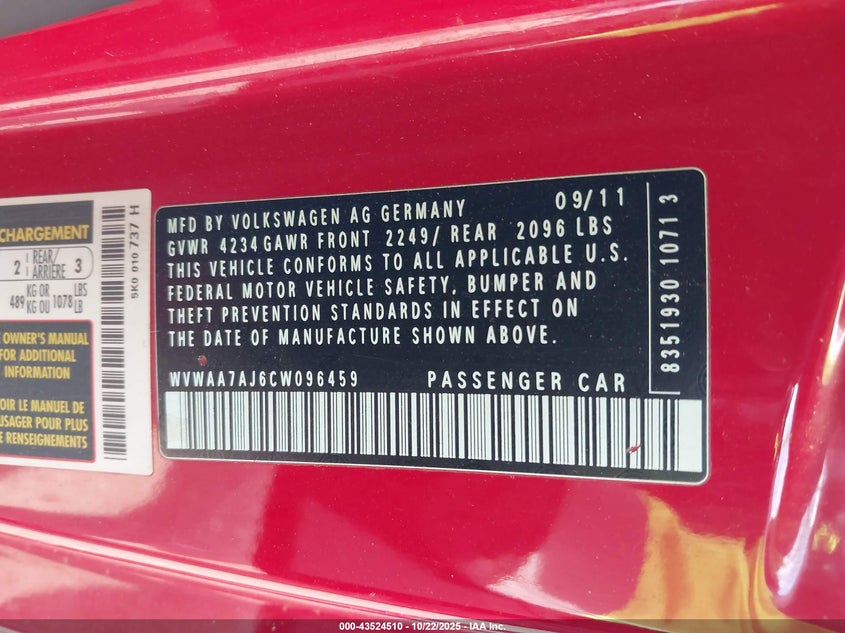 CHARGEMENT
2 REAR/ ARRIÈRE 3
489 KG OR KG OU 1078 LBS LB
OWNER'S MANUAL
FOR ADDITIONAL
INFORMATION
OIR LE MANUEL DE
USAGER POUR PLUS
E RENSEIGNEMENTS
5K0 010 737 H
MFD BY VOLKSWAGEN AG GERMANY 09/11
GVWR 4234 GAWR FRONT 2249/ REAR 2096 LBS
THIS VEHICLE CONFORMS TO ALL APPLICABLE U.S.
FEDERAL MOTOR VEHICLE SAFETY, BUMPER AND
THEFT PREVENTION STANDARDS IN EFFECT ON
THE DATE OF MANUFACTURE SHOWN ABOVE.
WVWAA7AJ6CW096459 PASSENGER CAR
8351930 1071 3
000-43524510 - 10/22/2025 - IAA Inc.